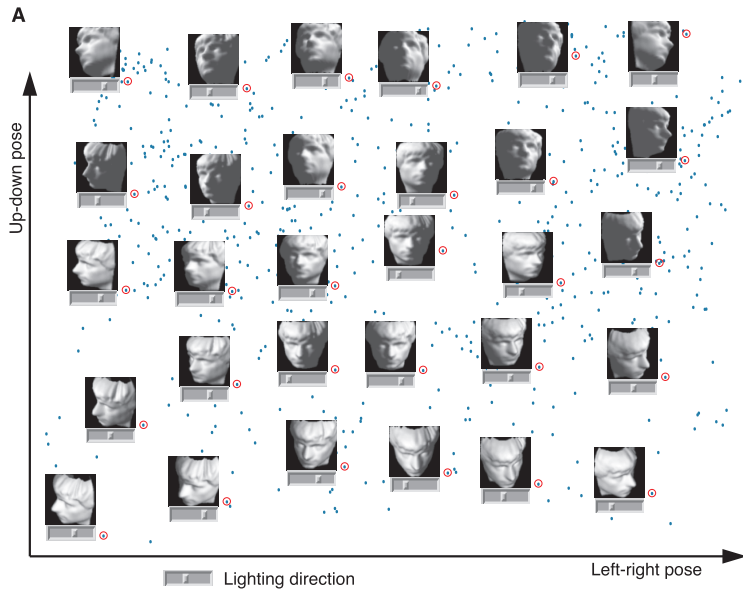 A
Up-down pose
Left-right pose
Lighting direction